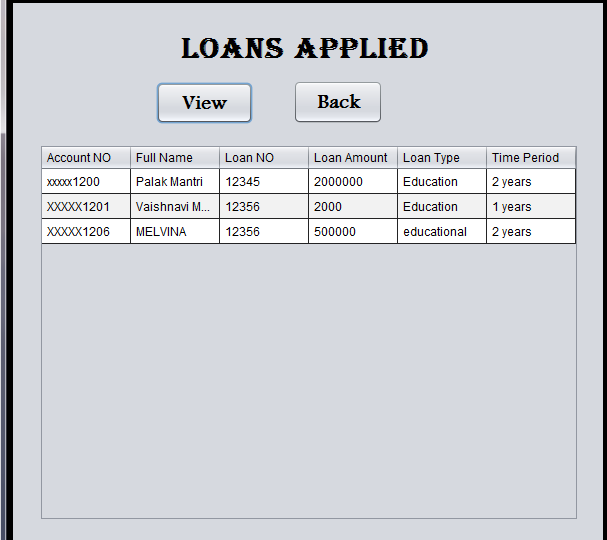 LOANS APPLIED
View Back
Account NO Full Name Loan NO Loan Amount Loan Type Time Period
xxxxx1200 Palak Mantri 12345 2000000 Education 2 years
XXXXX1201 Vaishnavi M... 12356 2000 Education 1 years
XXXXX1206 MELVINA 12356 500000 educational 2 years